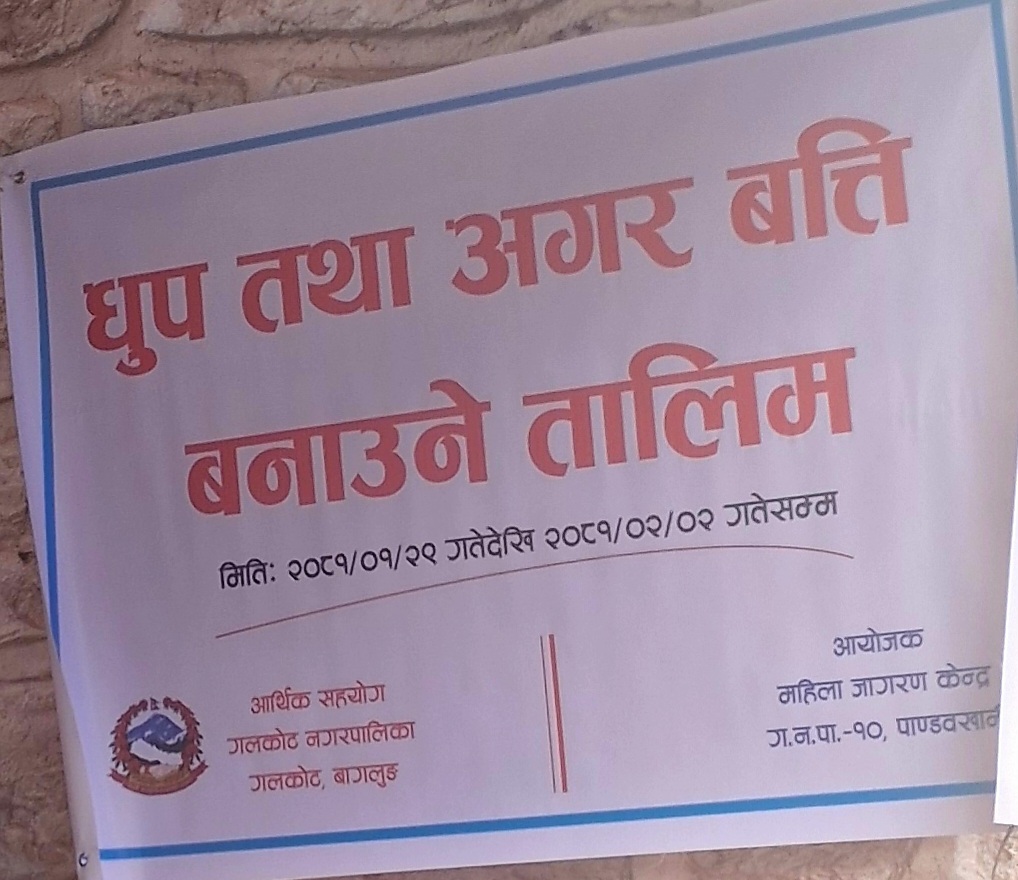 धुप तथा अगर बत्ति
बनाउने तालिम
मितिः २०८१/०१/२९ गतेदेखि २०८१/०२/०२ गतेसम्म
आर्थिक सहयोग
गलकोट नगरपालिका
गलकोट, बागलुङ
आयोजक
महिला जागरण केन्द्र
ग.न.पा.-१०,